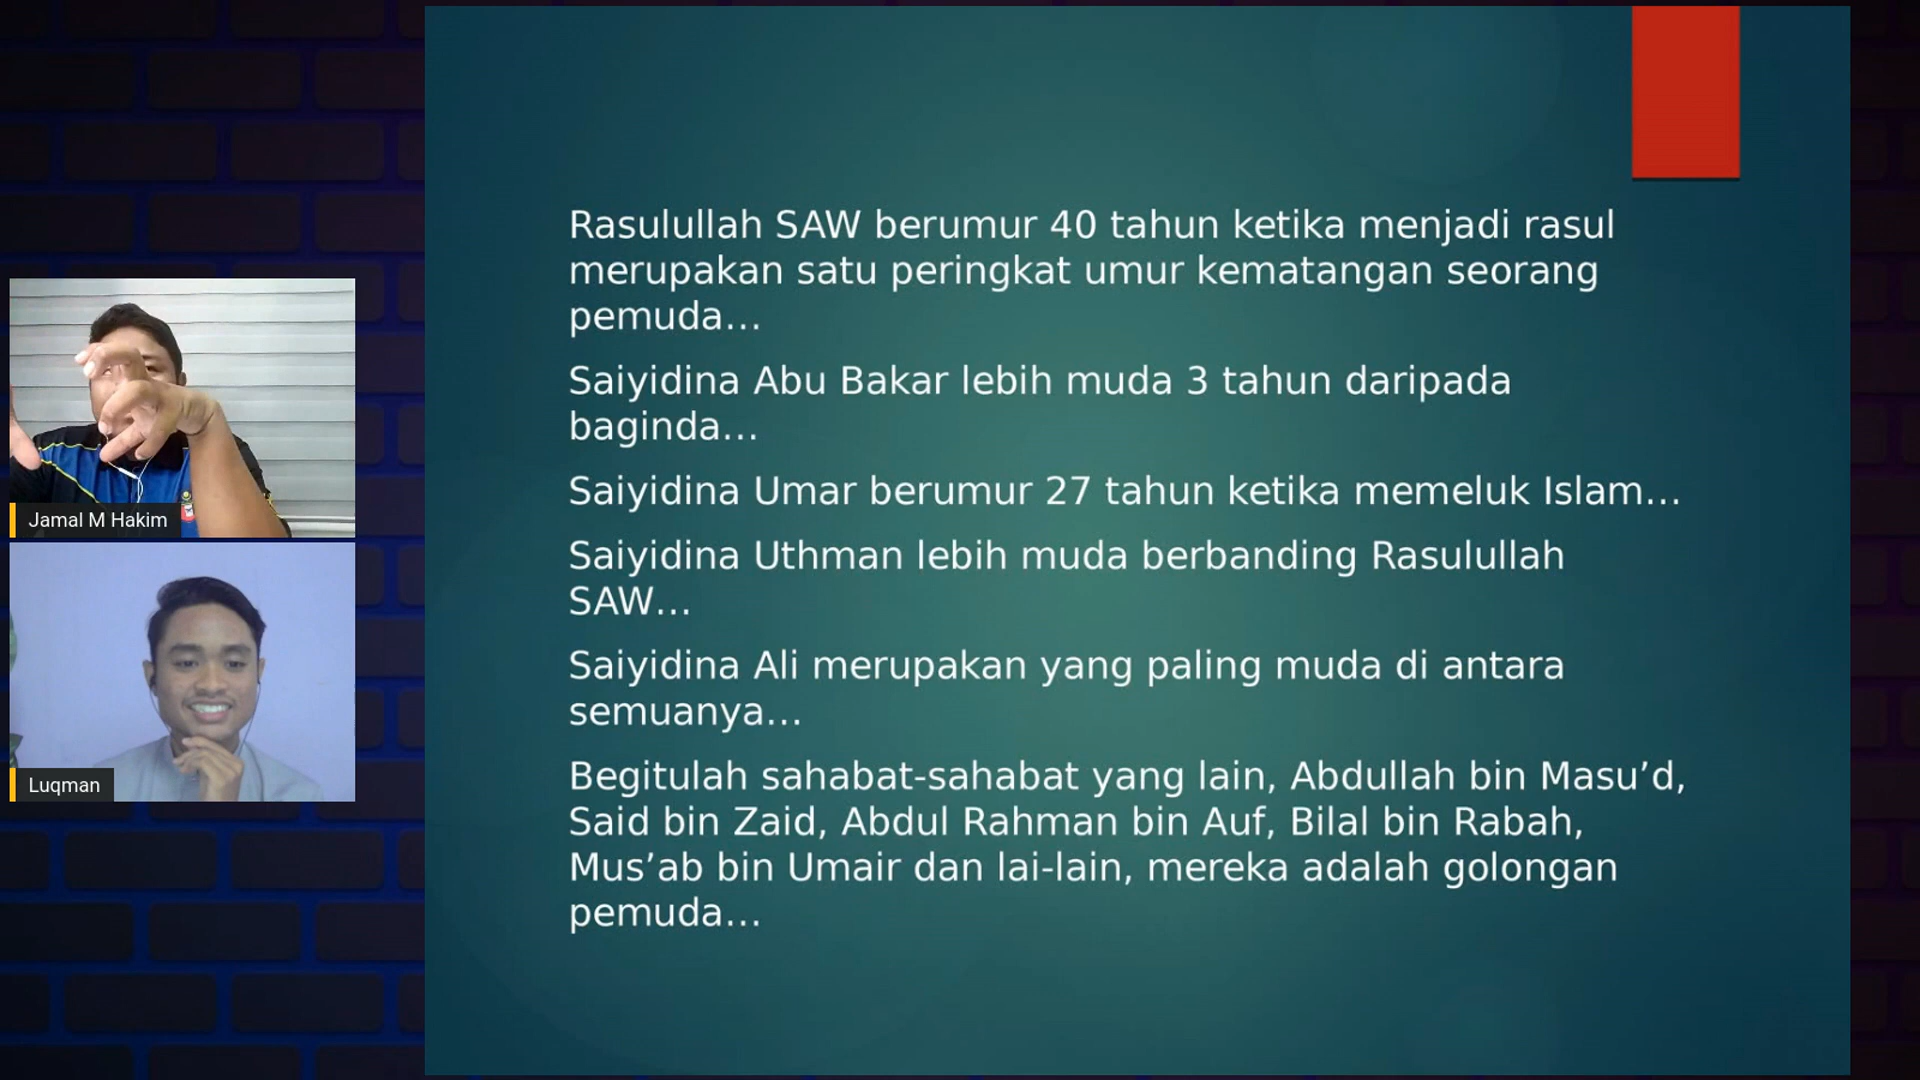 Rasulullah SAW berumur 40 tahun ketika menjadi rasul
merupakan satu peringkat umur kematangan seorang
pemuda...
Saiyidina Abu Bakar lebih muda 3 tahun daripada
baginda...
Saiyidina Umar berumur 27 tahun ketika memeluk Islam...
Saiyidina Uthman lebih muda berbanding Rasulullah
SAW...
Saiyidina Ali merupakan yang paling muda di antara
semuanya...
Begitulah sahabat-sahabat yang lain, Abdullah bin Masu’d,
Said bin Zaid, Abdul Rahman bin Auf, Bilal bin Rabah,
Mus’ab bin Umair dan lai-lain, mereka adalah golongan
pemuda...
Jamal M Hakim
Luqman